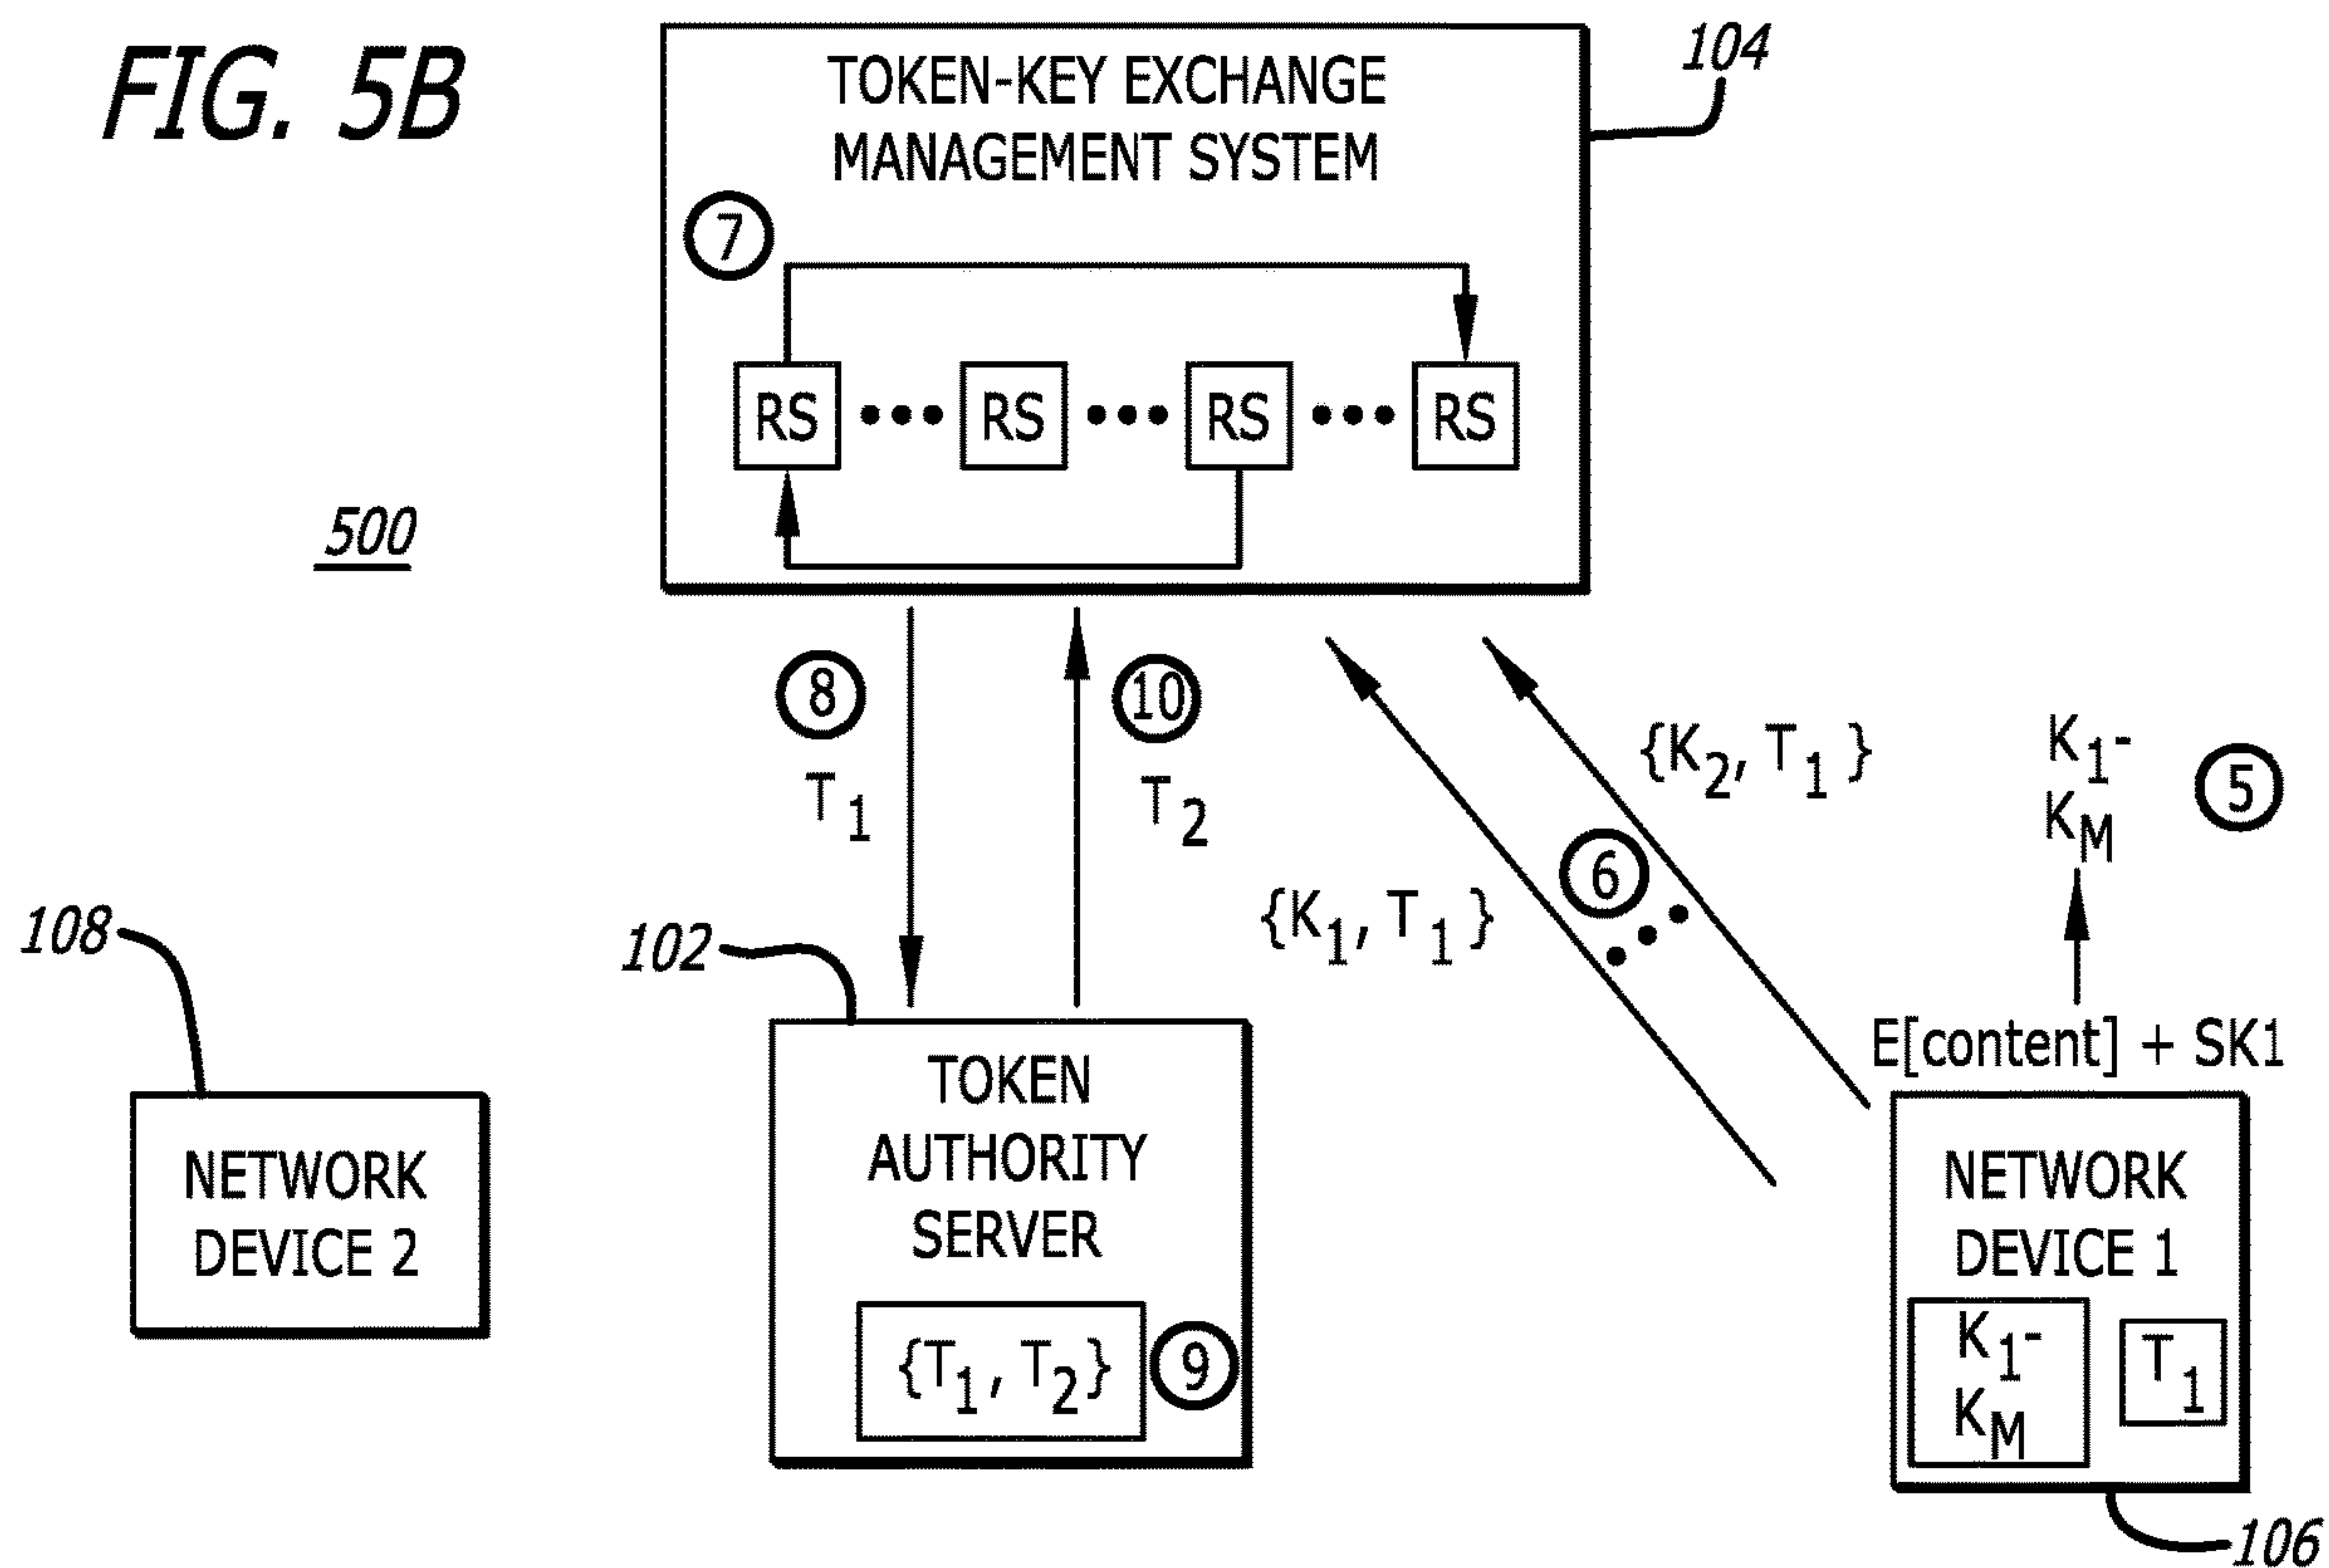 FIG. 5B
104
TOKEN-KEY EXCHANGE
MANAGEMENT SYSTEM
7
RS ••• RS ••• RS ••• RS
500
8
T1
10
T2
{K2, T1}
K1-
KM
5
6
{K1, T1}
108
102
E[content] + SK1
TOKEN
AUTHORITY
SERVER
{T1, T2}
9
NETWORK
DEVICE 2
NETWORK
DEVICE 1
K1-
KM
T1
106